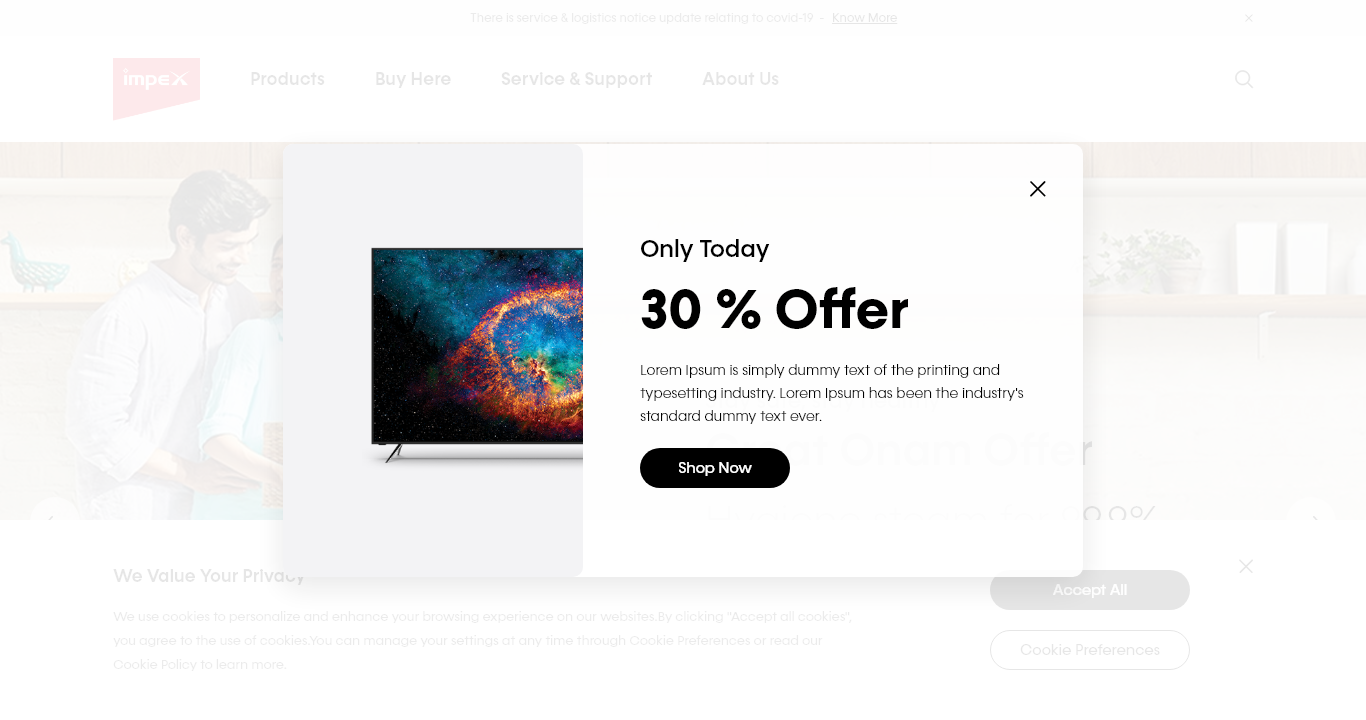 There is service & logistics notice update relating to covid-19 - Know More
impex
Products
Buy Here
Service & Support
About Us
Only Today
30 % Offer
Lorem Ipsum is simply dummy text of the printing and
typesetting industry. Lorem Ipsum has been the industry's
standard dummy text ever.
Great Onam Offer
Shop Now
We Value Your Privacy
We use cookies to personalize and enhance your browsing experience on our websites.By clicking "Accept all cookies",
you agree to the use of cookies.You can manage your settings at any time through Cookie Preferences or read our
Cookie Policy to learn more.
Accept All
Cookie Preferences